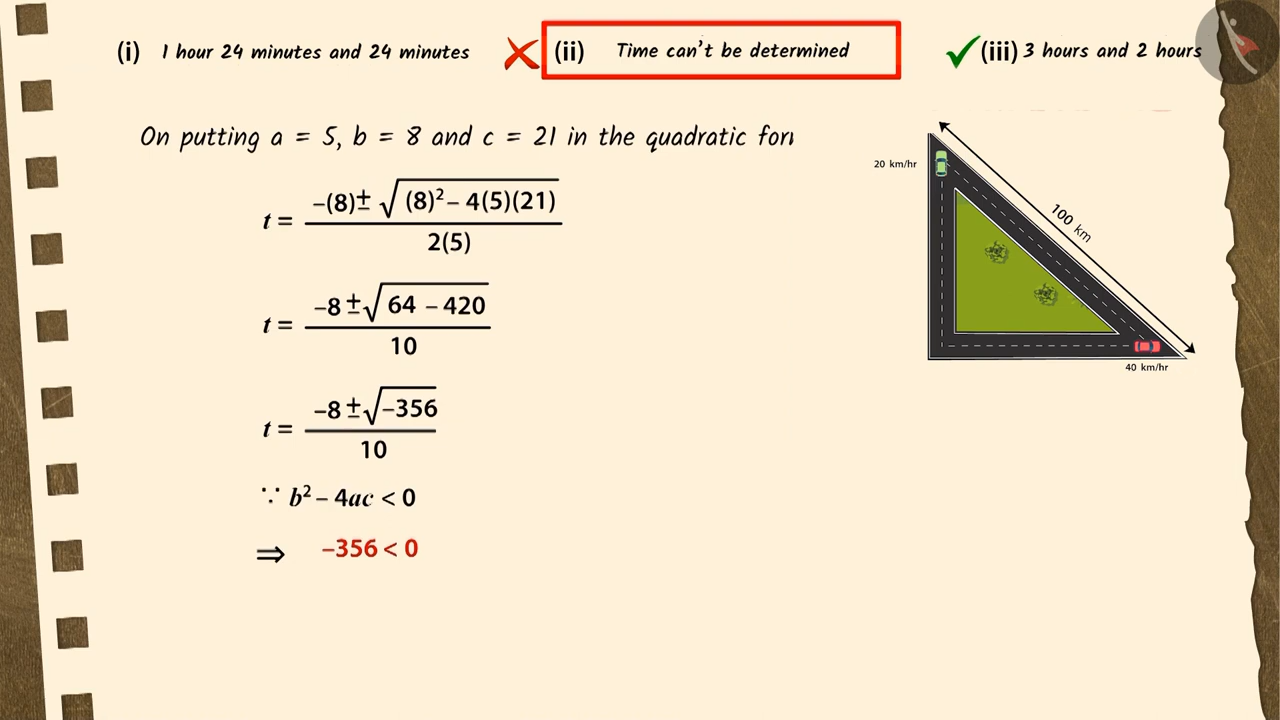 (i) 1 hour 24 minutes and 24 minutes (ii) Time can't be determined (iii) 3 hours and 2 hours
On putting a = 5, b = 8 and c = 21 in the quadratic
t = –(8)± √(8)² – 4(5)(21) / 2(5)
t = –8 ± √64 – 420 / 10
t = –8 ± √–356 / 10
∵ b² – 4ac < 0
⇒ –356 < 0
20 km/hr
100 km
40 km/hr